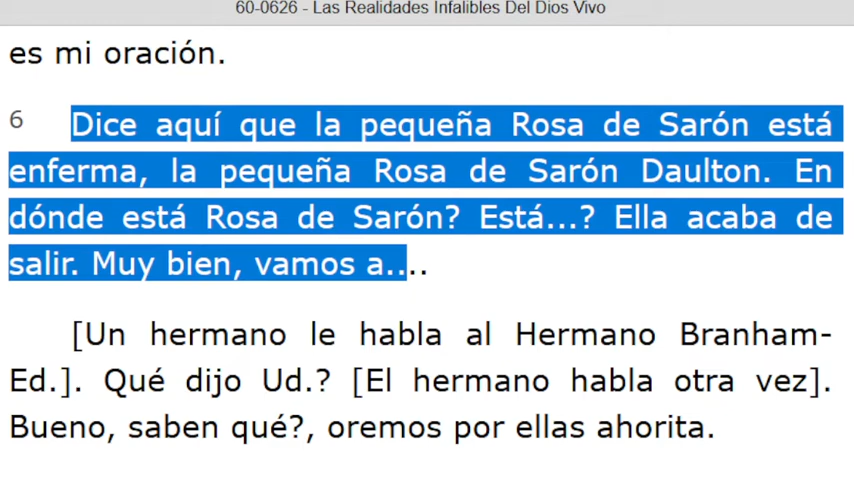 60-0626 - Las Realidades Infalibles Del Dios Vivo
es mi oración.
6 Dice aquí que la pequeña Rosa de Sarón está
enferma, la pequeña Rosa de Sarón Daulton. En
dónde está Rosa de Sarón? Está...? Ella acaba de
salir. Muy bien, vamos a....
[Un hermano le habla al Hermano Branham-
Ed.]. Qué dijo Ud.? [El hermano habla otra vez].
Bueno, saben qué?, oremos por ellas ahorita.